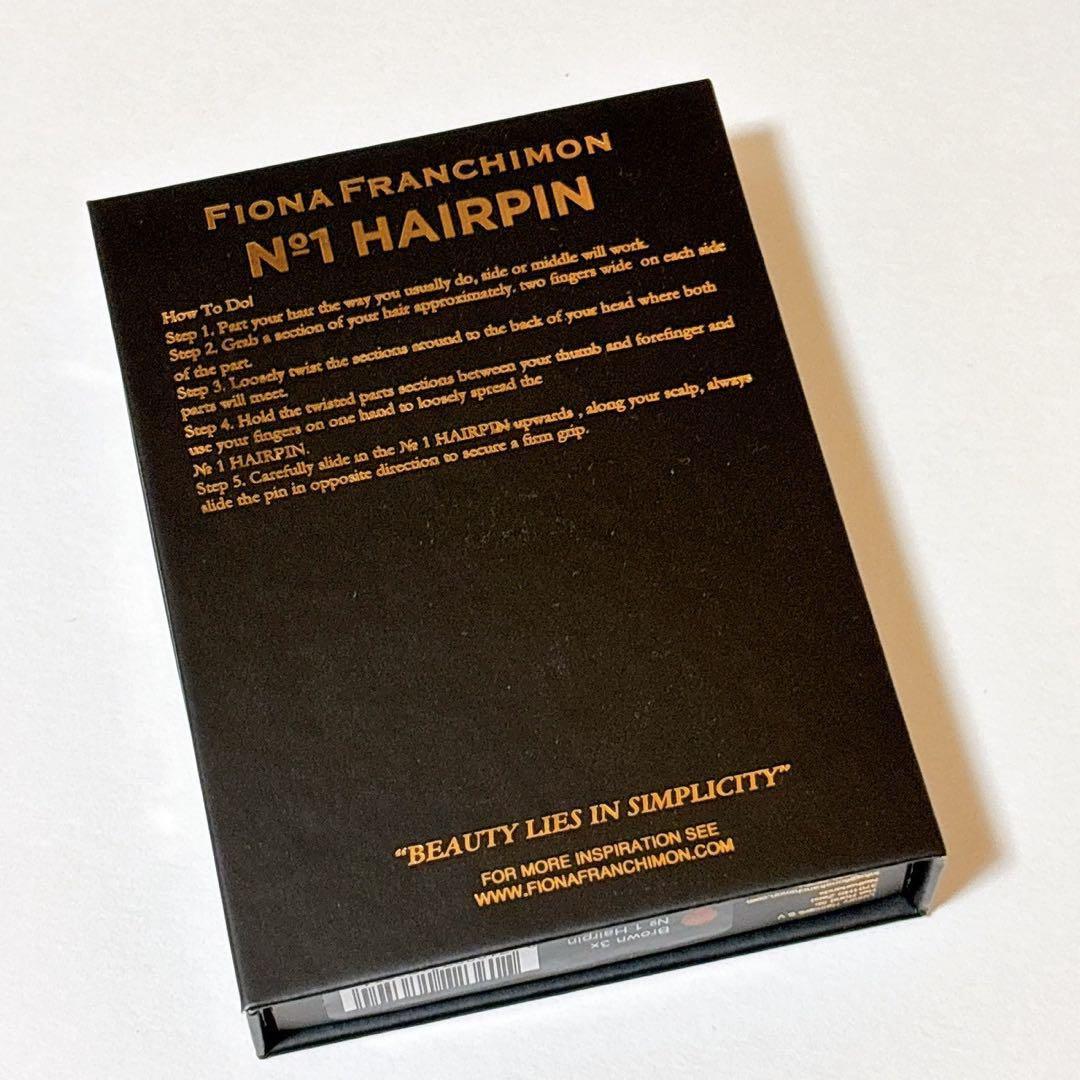 FIONA FRANCHIMON
Nº1 HAIRPIN
How To Do!
Step 1. Part your hair the way you usually do, side or middle will work.
Step 2. Grab a section of your hair approximately. two fingers wide on each side
of the part.
Step 3. Loosely twist the sections around to the back of your head where both
parts will meet.
Step 4. Hold the twisted parts sections between your thumb and forefinger and
use your fingers on one hand to loosely spread the
№ 1 HAIRPIN.
Step 5. Carefully slide in the № 1 HAIRPIN upwards , along your scalp, always
slide the pin in opposite direction to secure a firm grip.
“BEAUTY LIES IN SIMPLICITY”
FOR MORE INSPIRATION SEE
WWW.FIONAFRANCHIMON.COM
Brown 3x
№ 1 Hairpin